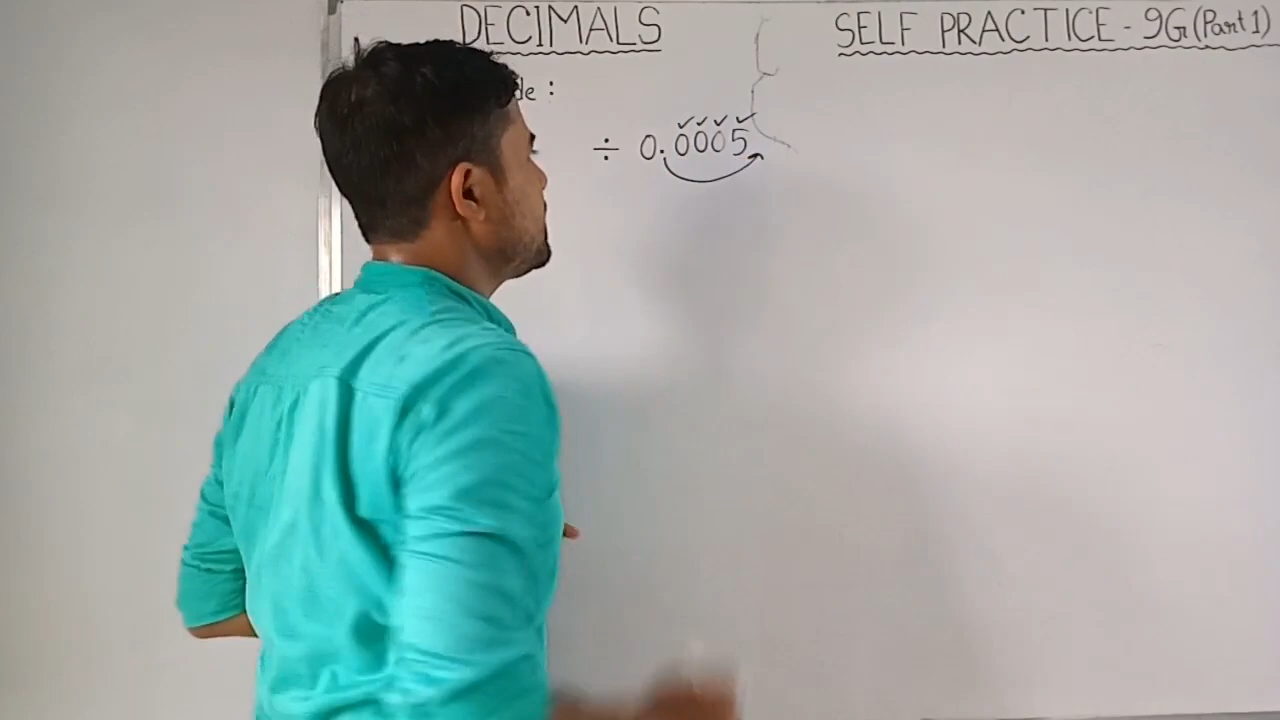 DECIMALS
SELF PRACTICE - 9G (Part 1)
de :
÷ 0.0005